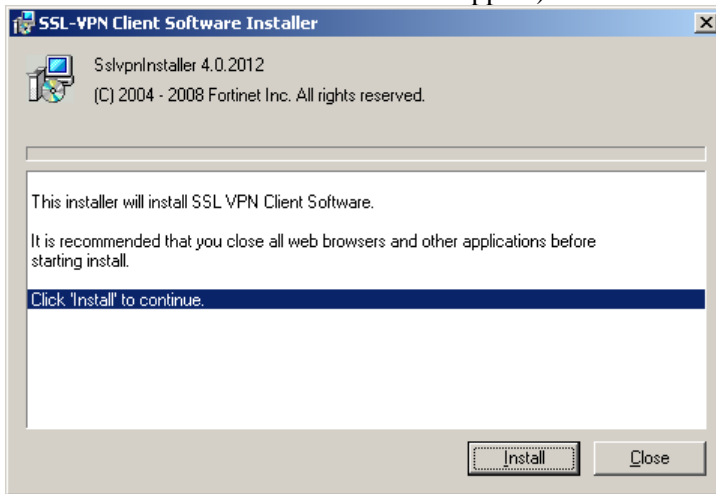 SSL-VPN Client Software Installer
SslvpnInstaller 4.0.2012
(C) 2004 - 2008 Fortinet Inc. All rights reserved.
This installer will install SSL VPN Client Software.
It is recommended that you close all web browsers and other applications before
starting install.
Click 'Install' to continue.
Install
Close